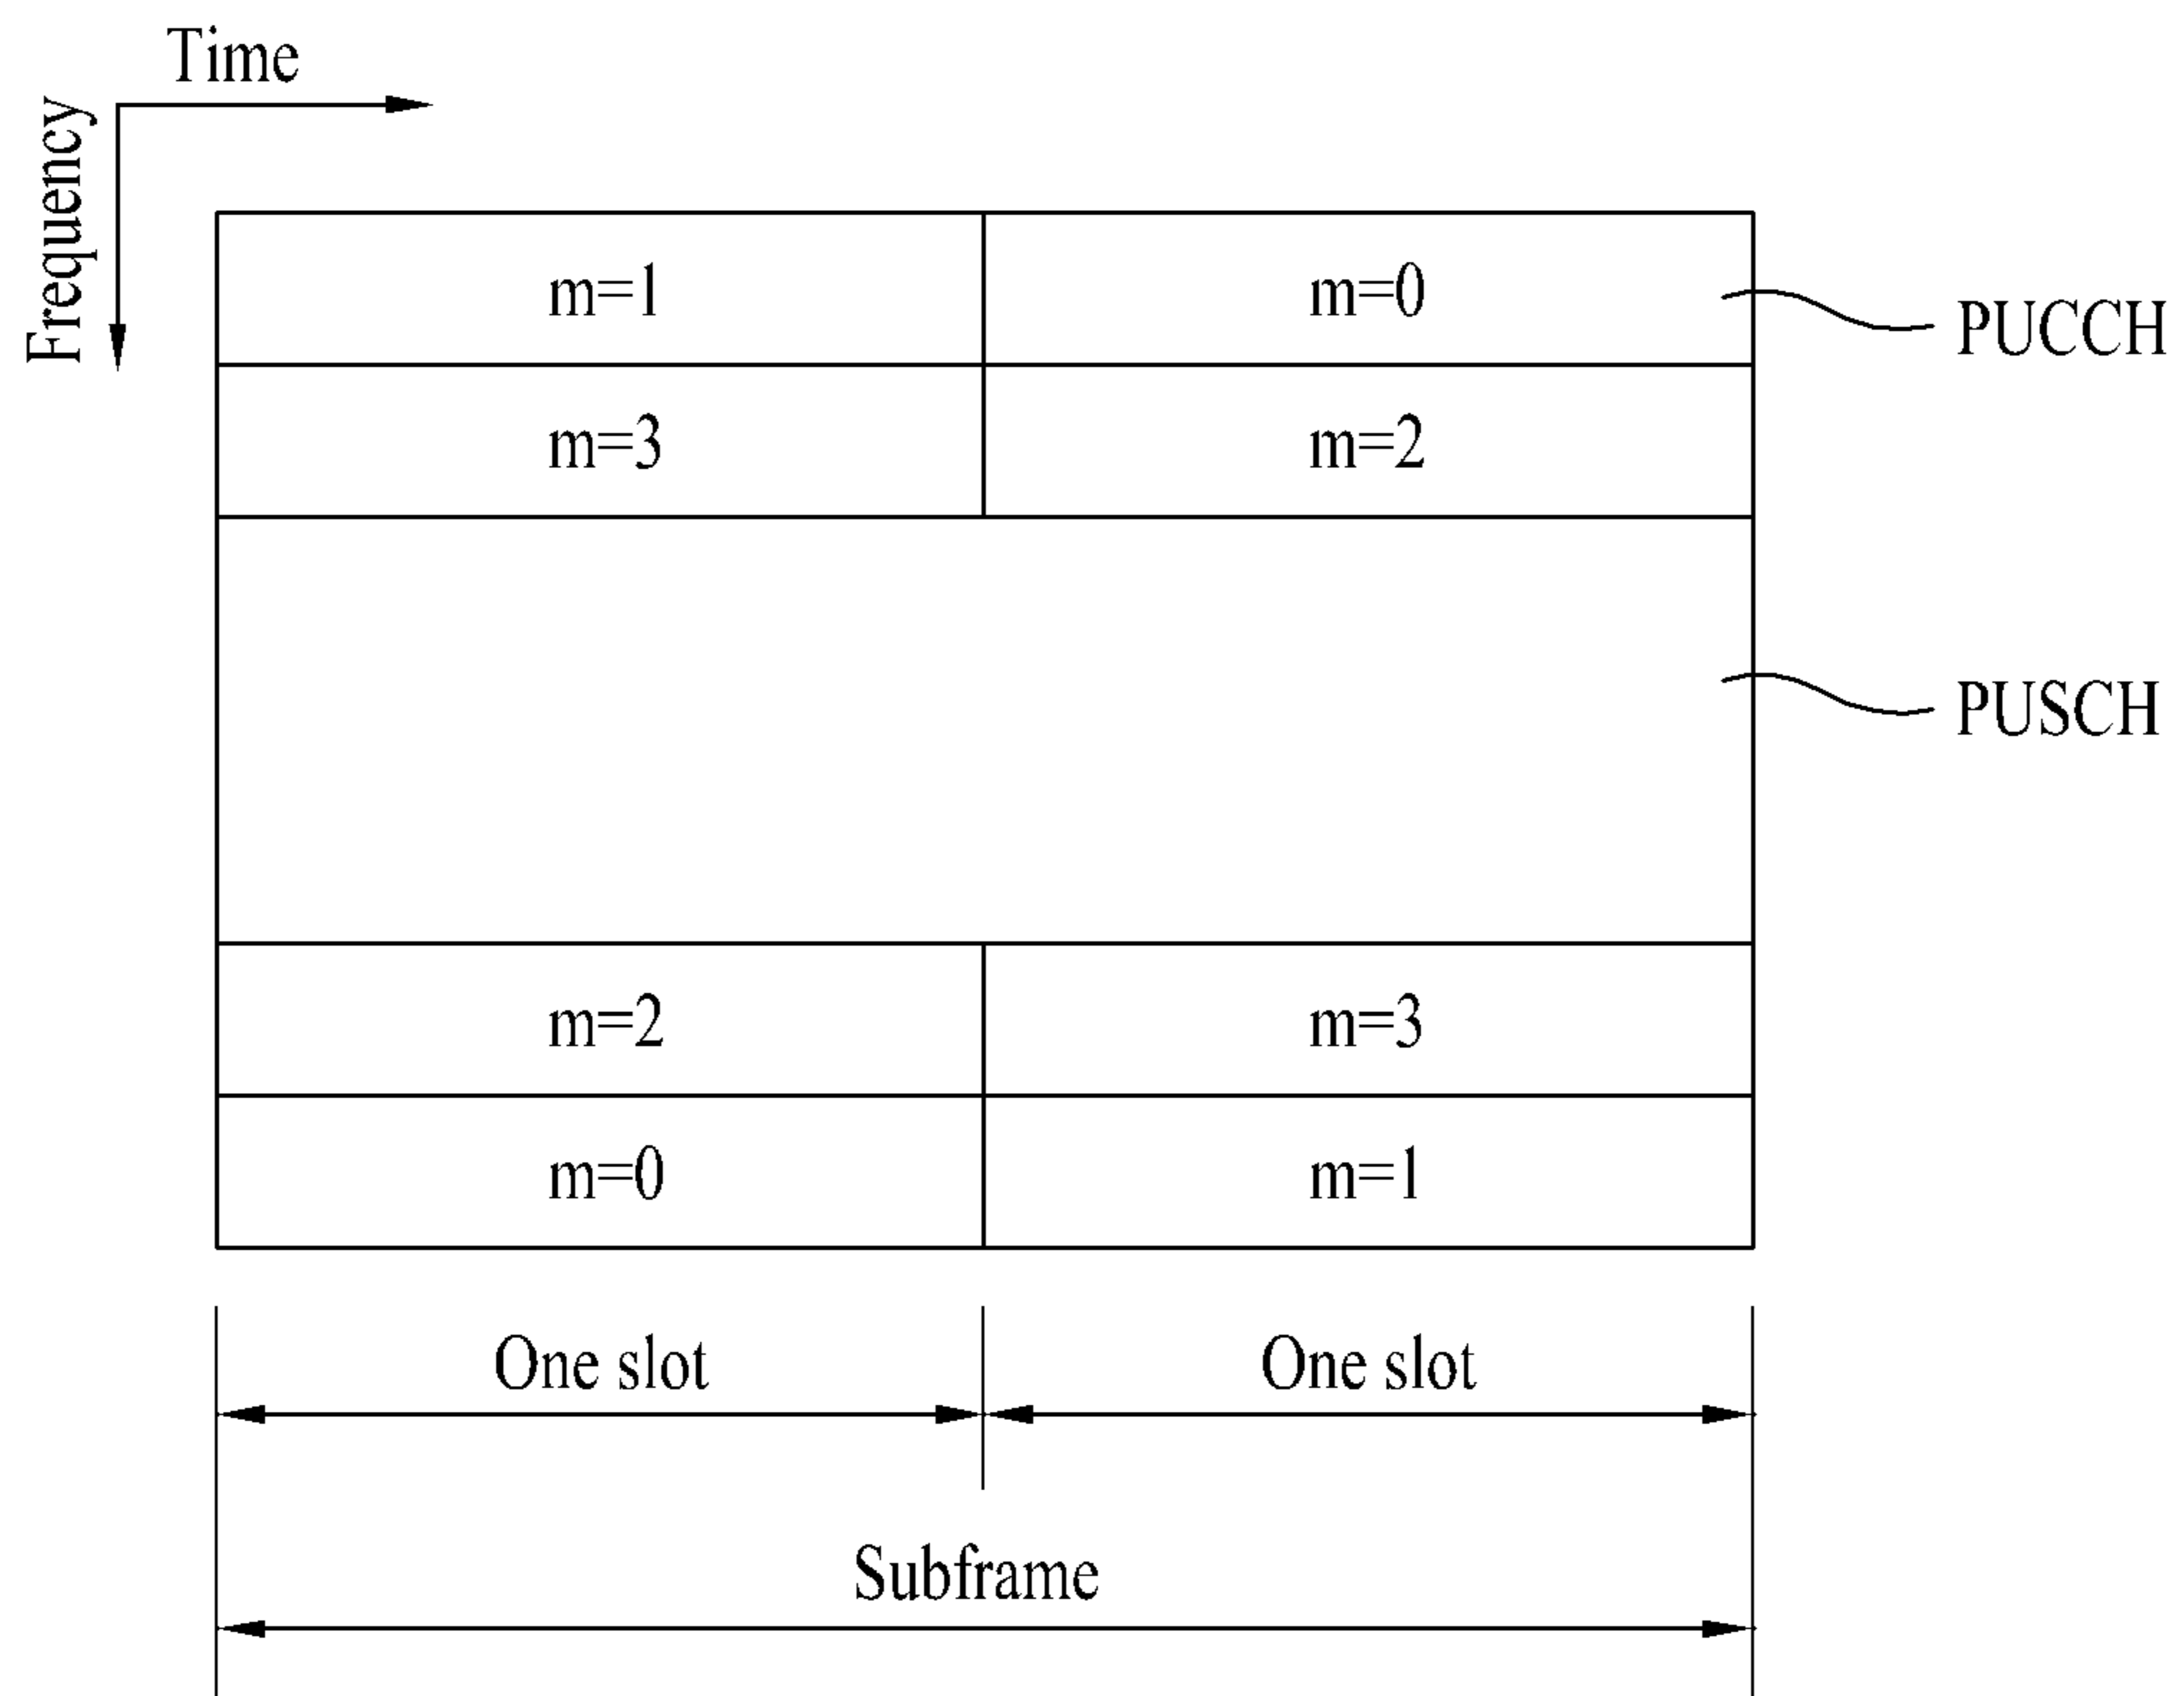 Time
Frequency
m=1 m=0
PUCCH
m=3 m=2
PUSCH
m=2 m=3
m=0 m=1
One slot One slot
Subframe